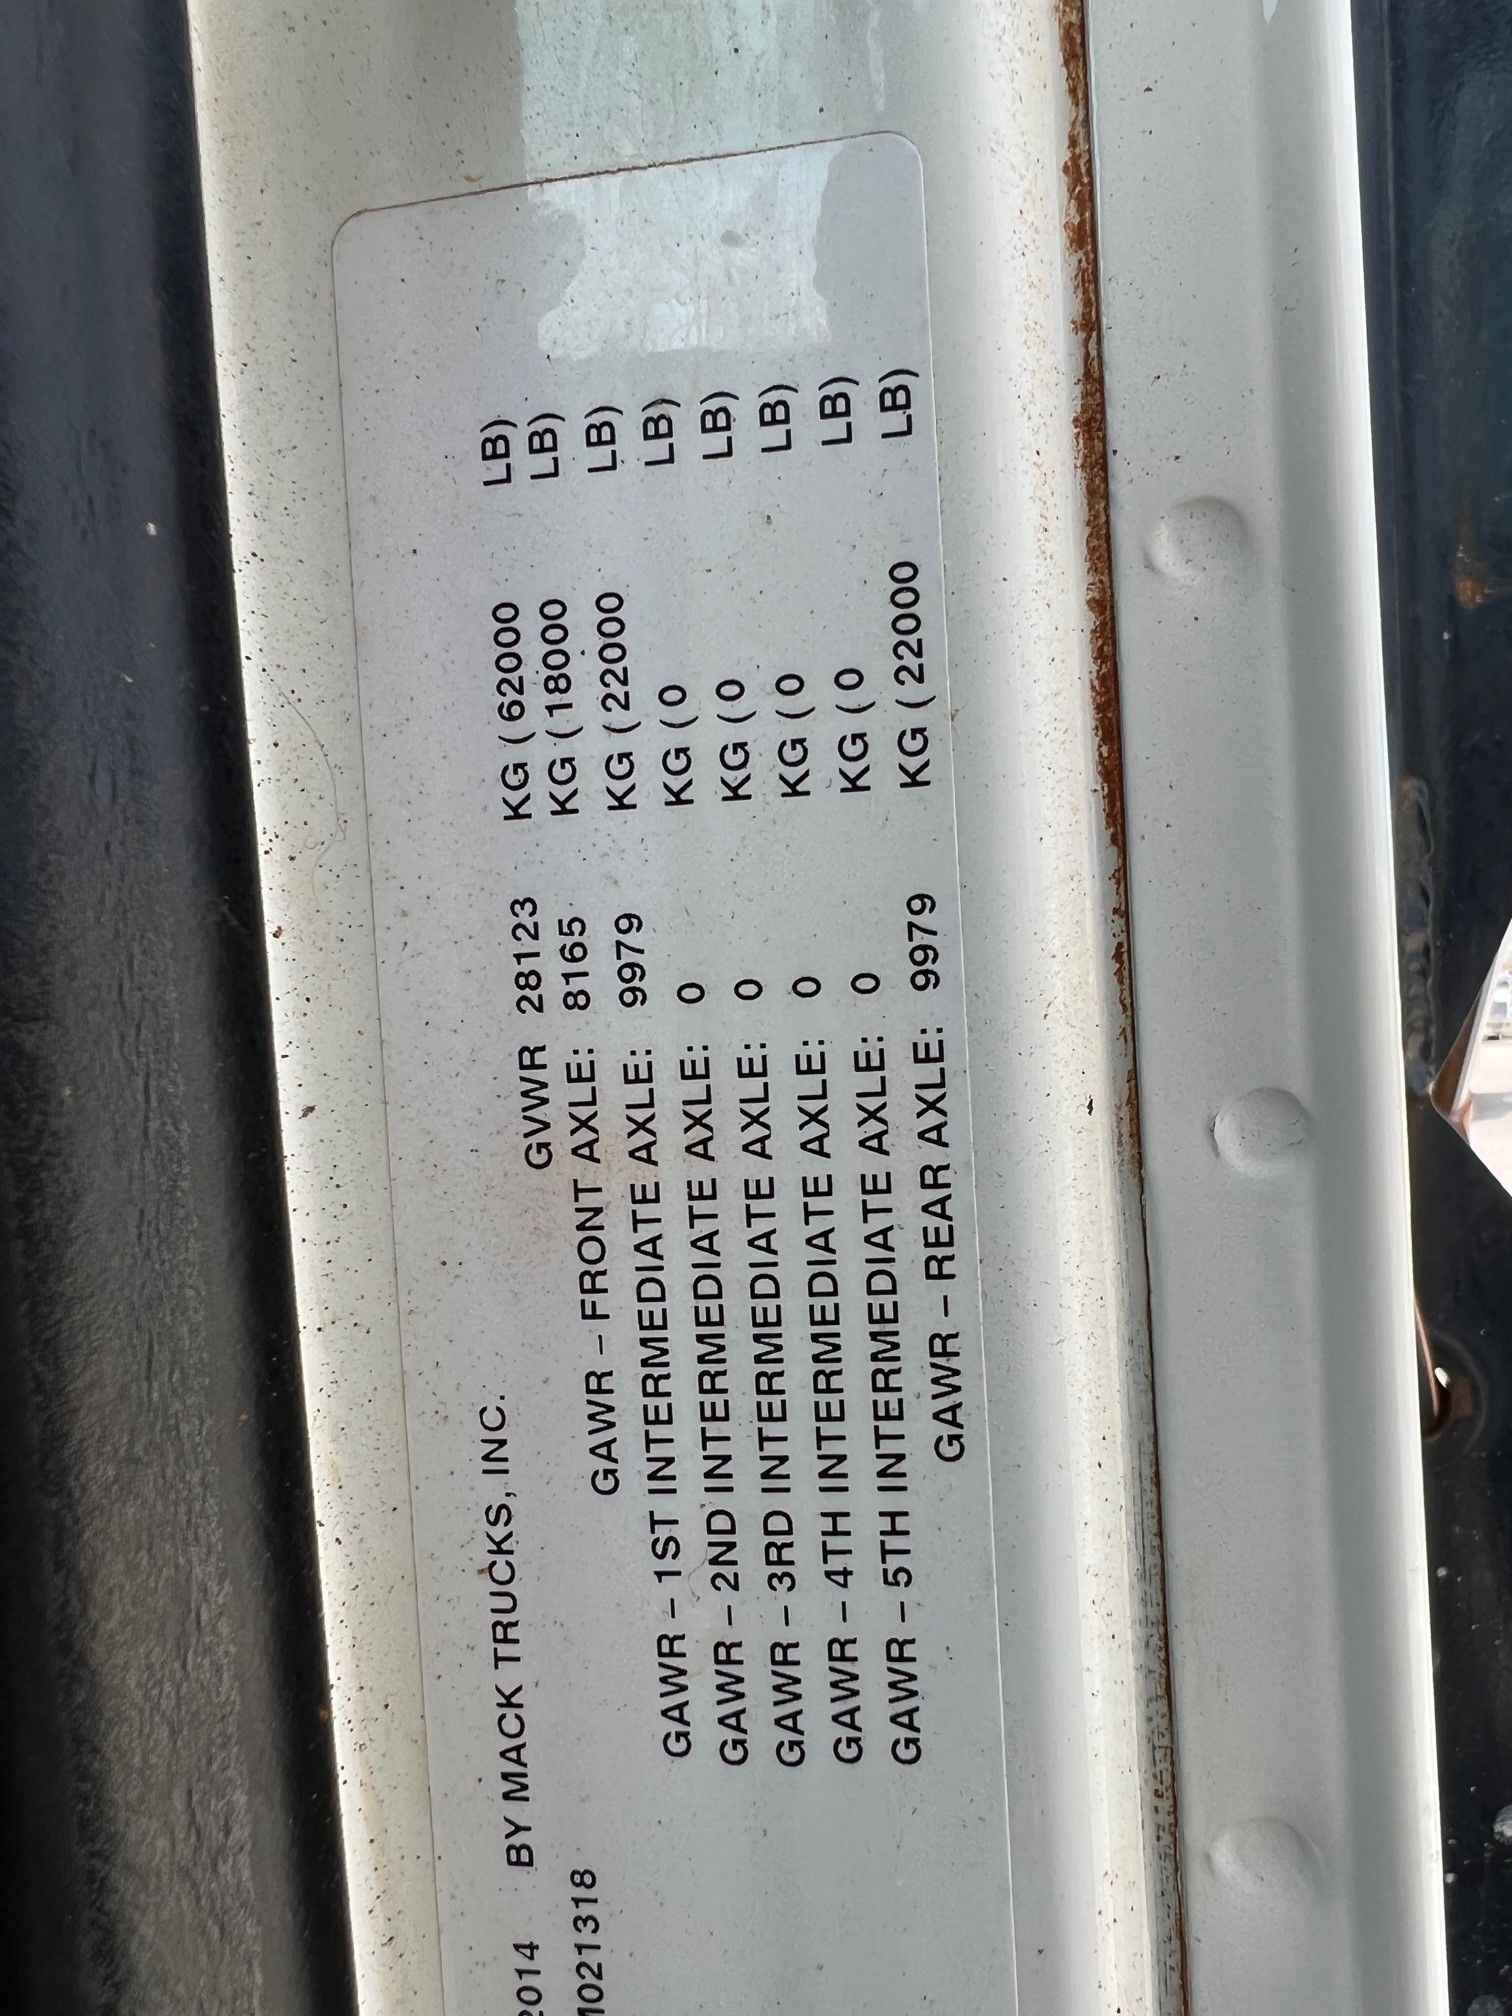 2014 BY MACK TRUCKS, INC.
021318
GVWR 28123 KG (62000 LB)
GAWR – FRONT AXLE: 8165 KG (18000 LB)
GAWR – 1ST INTERMEDIATE AXLE: 9979 KG (22000 LB)
GAWR – 2ND INTERMEDIATE AXLE: 0 KG (0 LB)
GAWR – 3RD INTERMEDIATE AXLE: 0 KG (0 LB)
GAWR – 4TH INTERMEDIATE AXLE: 0 KG (0 LB)
GAWR – 5TH INTERMEDIATE AXLE: 0 KG (0 LB)
GAWR – REAR AXLE: 9979 KG (22000 LB)